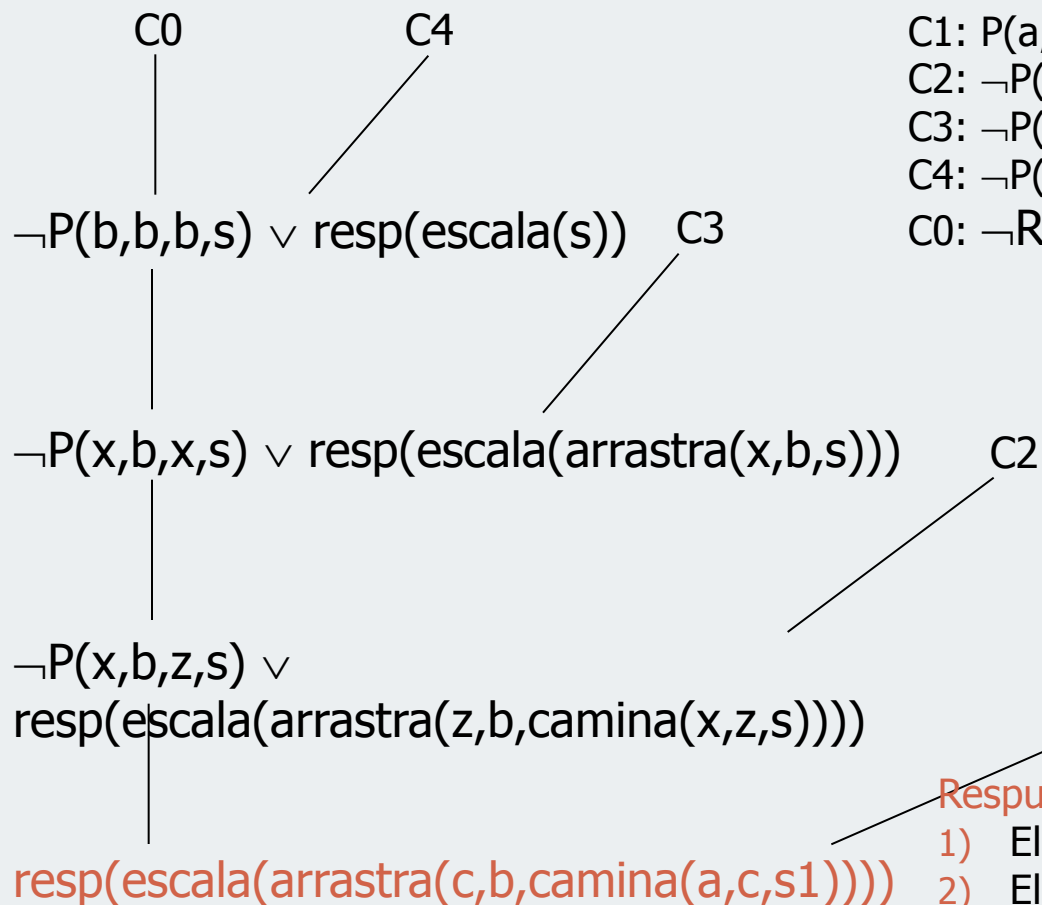 C0 C4
C1: P(a,
C2: ¬P(
C3: ¬P(
C4: ¬P(
C0: ¬R
¬P(b,b,b,s) ∨ resp(escala(s)) C3
¬P(x,b,x,s) ∨ resp(escala(arrastra(x,b,s))) C2
¬P(x,b,z,s) ∨
resp(escala(arrastra(z,b,camina(x,z,s))))
resp(escala(arrastra(c,b,camina(a,c,s1))))
Respu
1) El
2) El